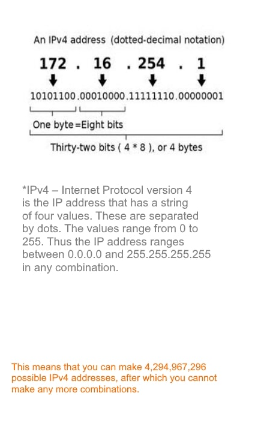 An IPv4 address (dotted-decimal notation)
172 . 16 . 254 . 1
10101100.00010000.11111110.00000001
One byte=Eight bits
Thirty-two bits ( 4 * 8 ), or 4 bytes
*IPv4 – Internet Protocol version 4
is the IP address that has a string
of four values. These are separated
by dots. The values range from 0 to
255. Thus the IP address ranges
between 0.0.0.0 and 255.255.255.255
in any combination.
This means that you can make 4,294,967,296
possible IPv4 addresses, after which you cannot
make any more combinations.